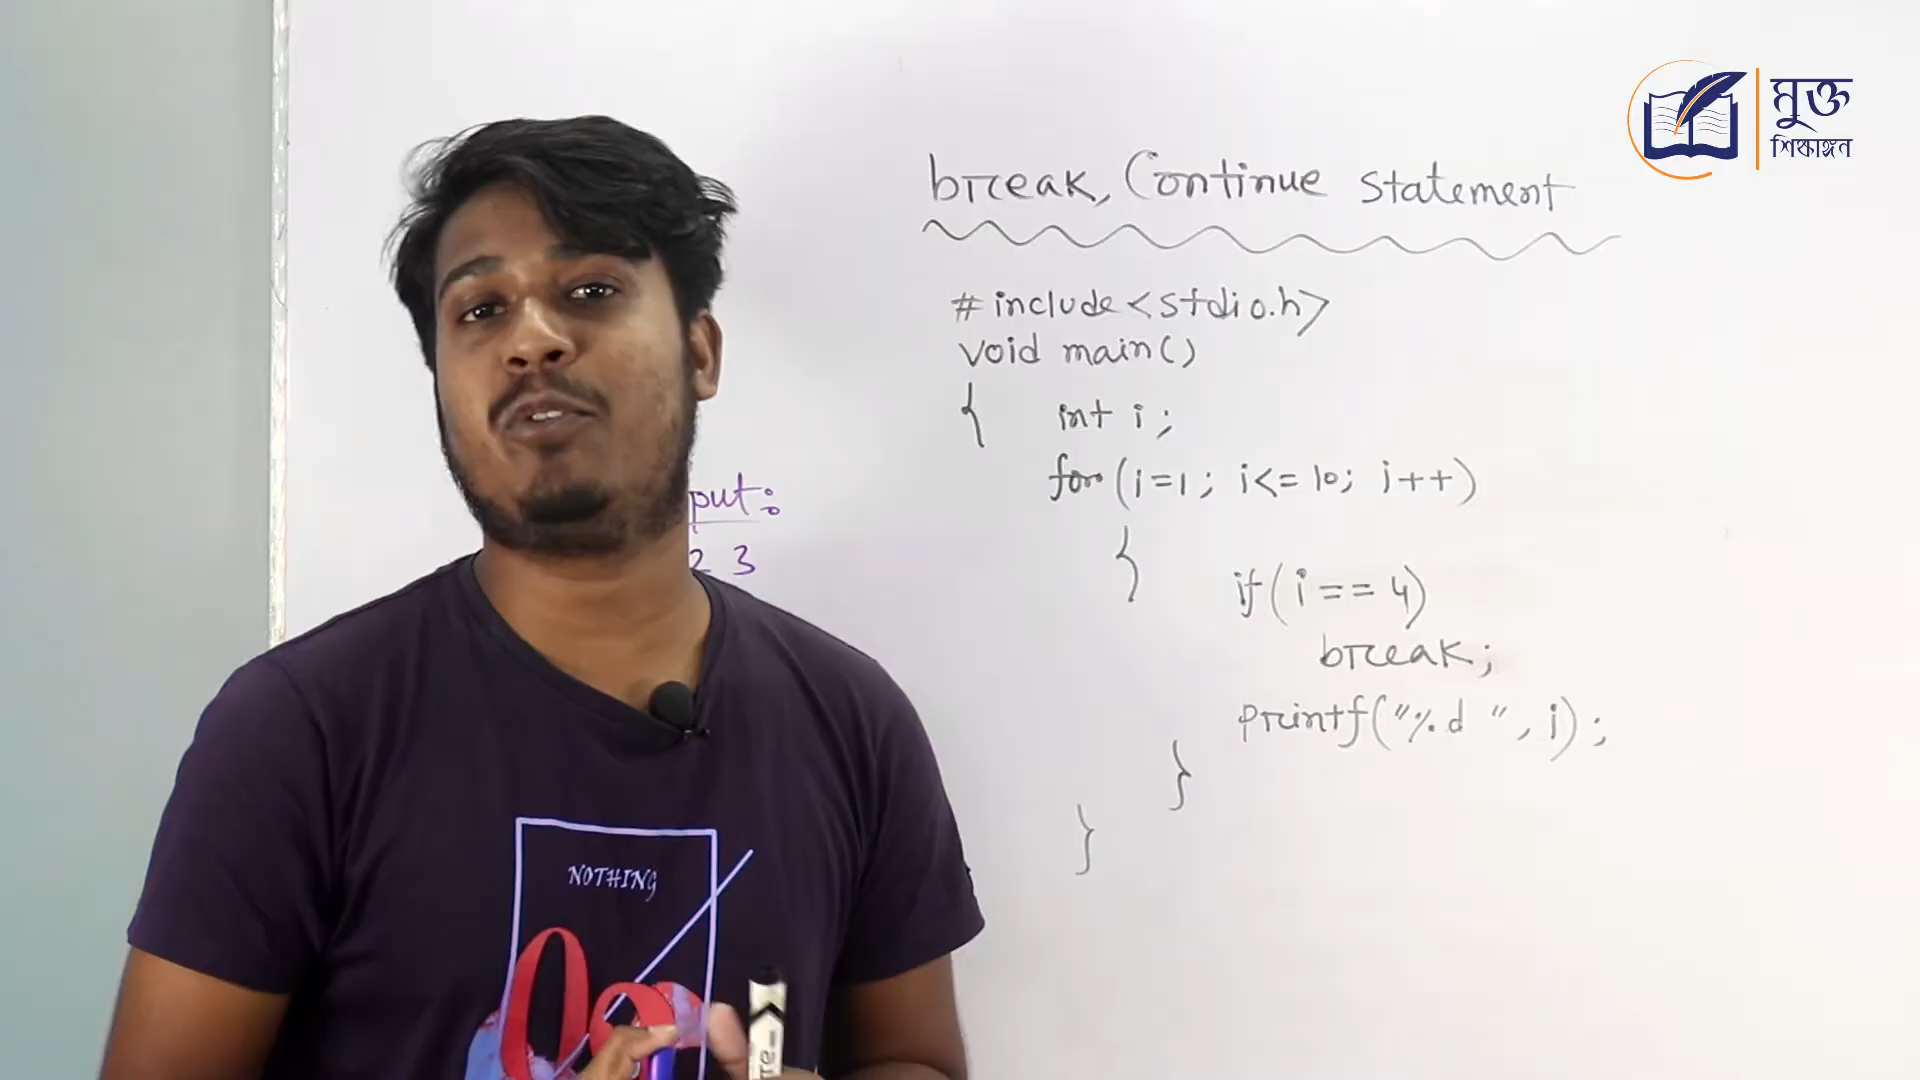 মুক্ত
শিক্ষাঙ্গন
break, Continue statement
# include <stdio.h>
void main()
{ int i;
for (i=1; i<= 10; i++)
{
if (i == 4)
break;
printf("%d ", i);
}
}
put:
2 3
NOTHING